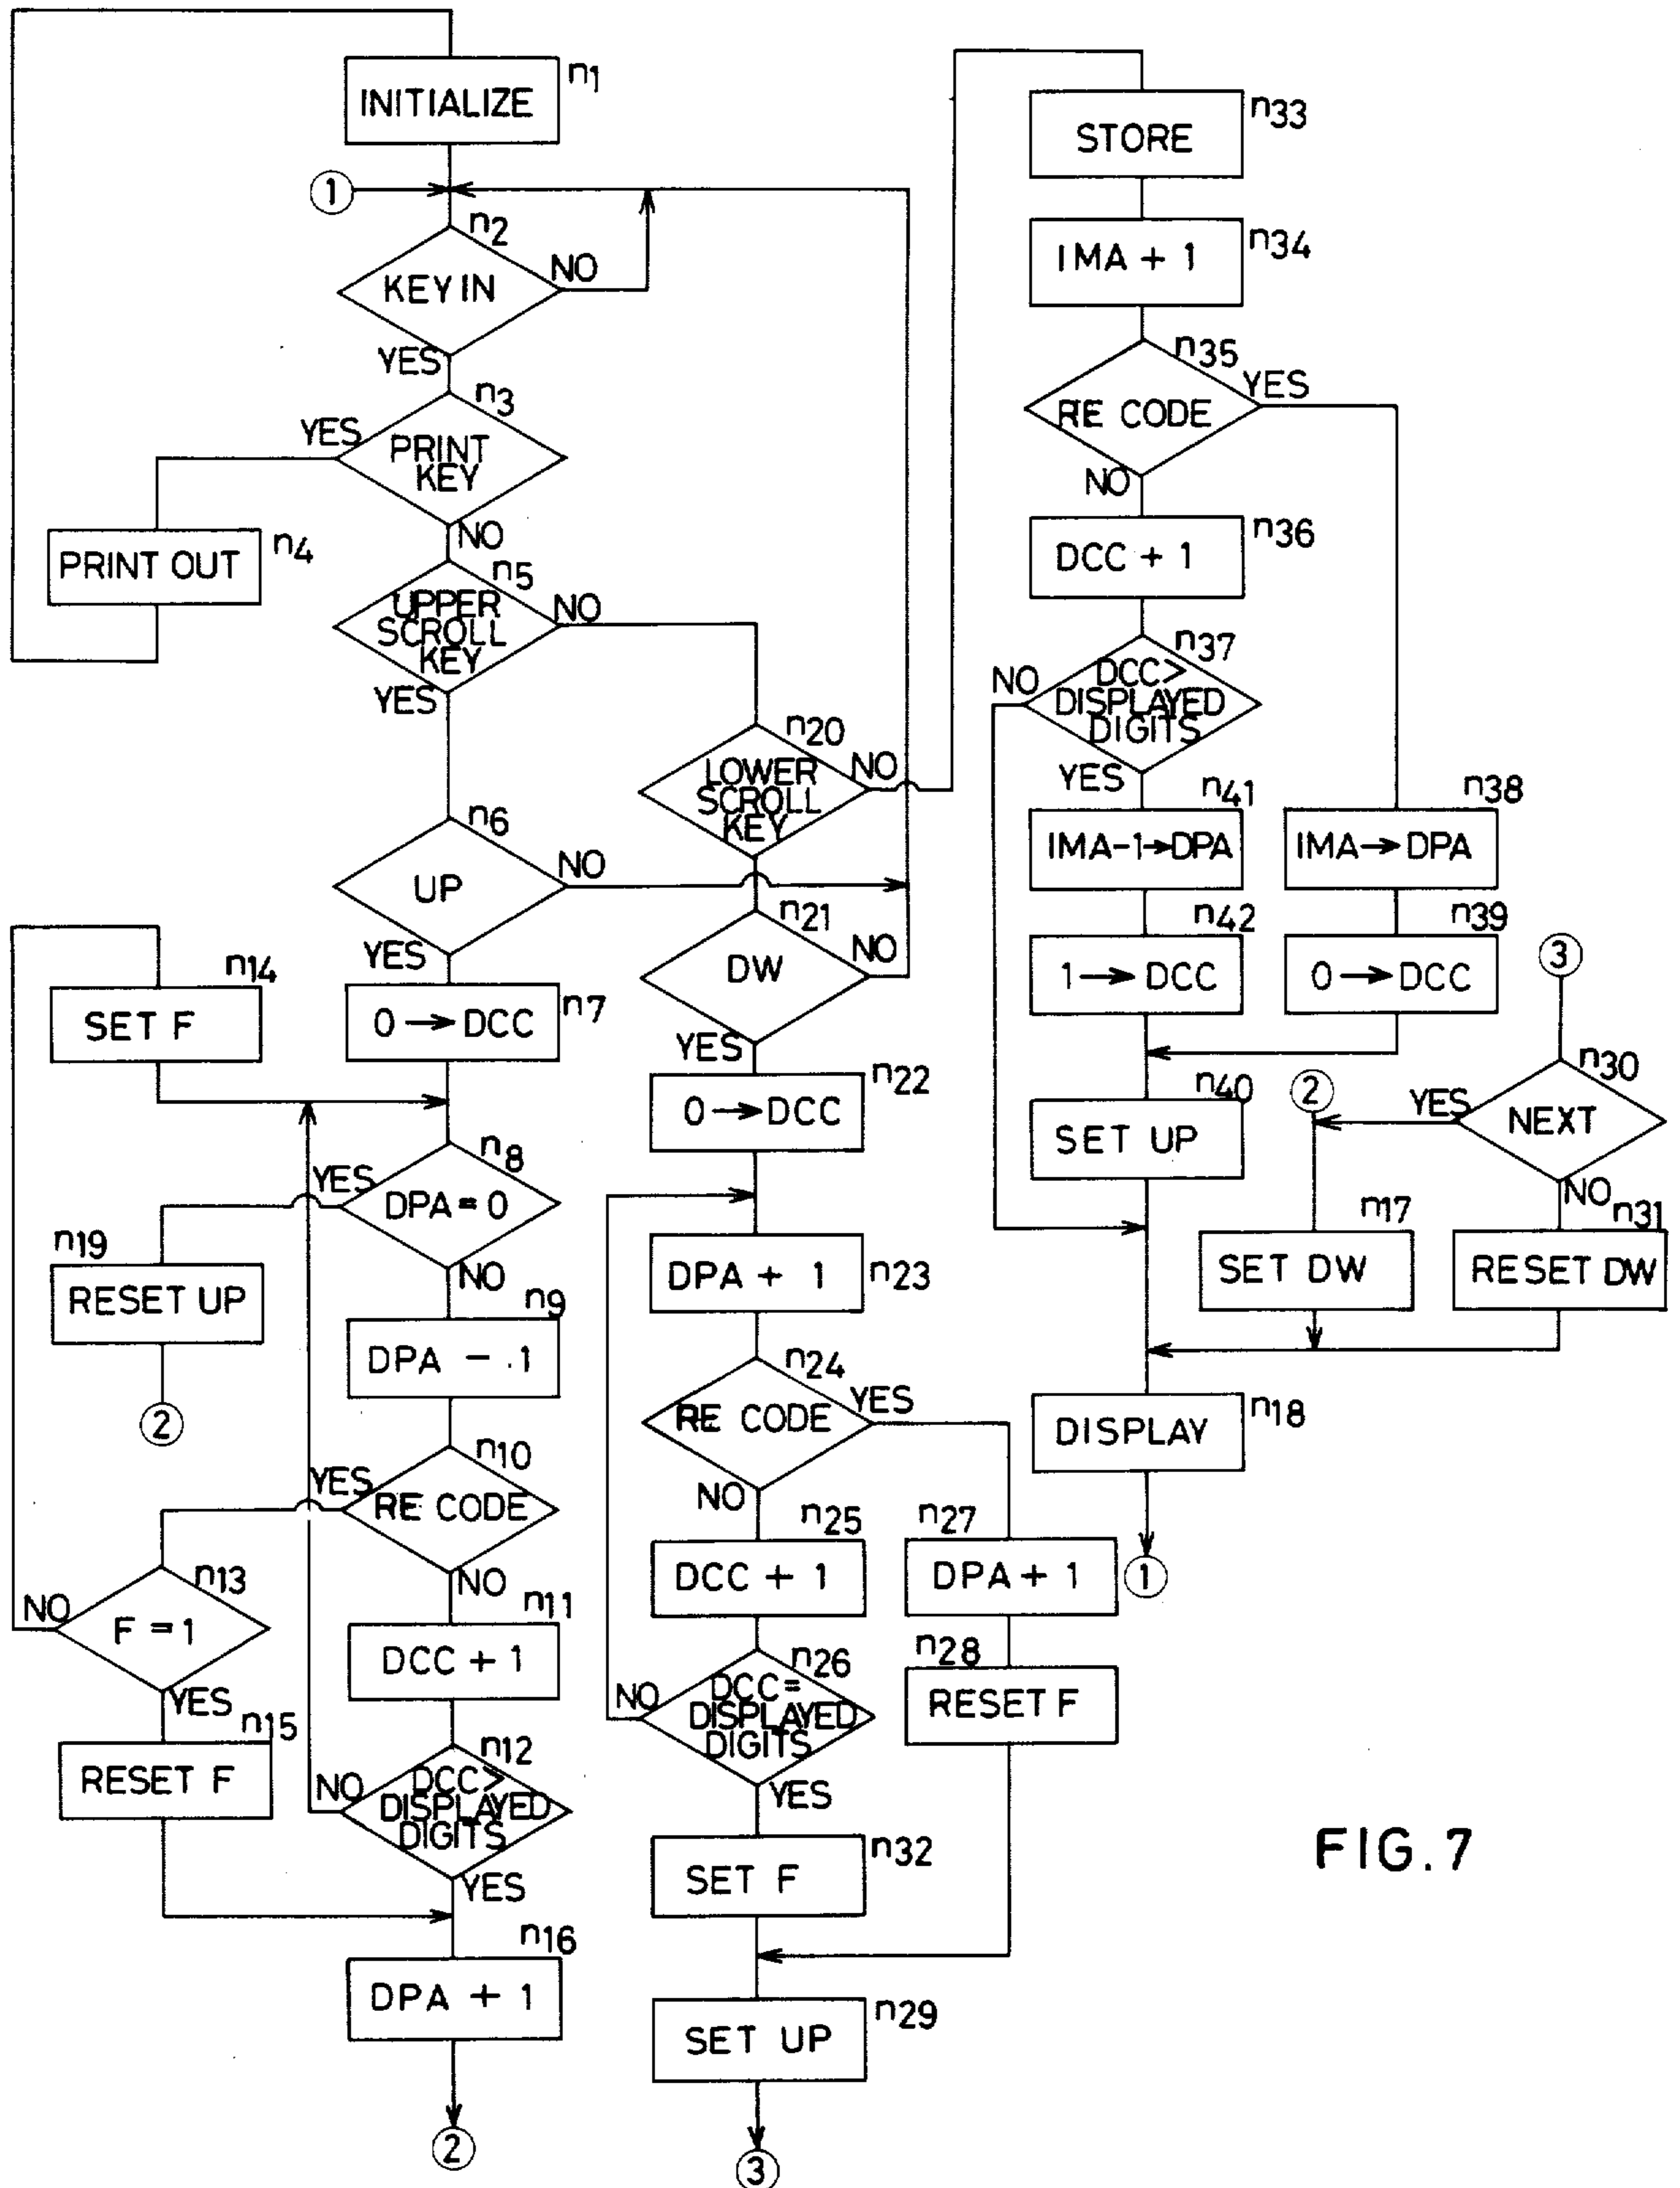 INITIALIZE
n1
1
n2
KEY IN
NO
YES
n3
YES
PRINT
KEY
NO
n4
PRINT OUT
n5
UPPER
SCROLL
KEY
NO
YES
n6
UP
NO
YES
n14
SET F
0→DCC
n7
n8
YES
DPA = 0
NO
n19
RESET UP
2
n9
DPA - 1
n10
YES
RE CODE
NO
n13
NO
F = 1
YES
n15
RESET F
n11
DCC + 1
n12
NO
DCC >
DISPLAYED
DIGITS
YES
n16
DPA + 1
2
n20
LOWER
SCROLL
KEY
NO
n21
DW
NO
YES
n22
0→DCC
DPA + 1
n23
n24
RE CODE
YES
NO
n25
DCC + 1
n27
DPA + 1
n28
RESET F
n26
NO
DCC =
DISPLAYED
DIGITS
YES
n32
SET F
n29
SET UP
3
n33
STORE
n34
IMA + 1
n35
YES
RE CODE
NO
n36
DCC + 1
n37
NO
DCC >
DISPLAYED
DIGITS
YES
n41
IMA-1→DPA
n38
IMA→DPA
n42
1→DCC
n39
0→DCC
n40
SET UP
3
n30
YES
NEXT
NO
2
m17
SET DW
n31
RESET DW
n18
DISPLAY
1
FIG. 7